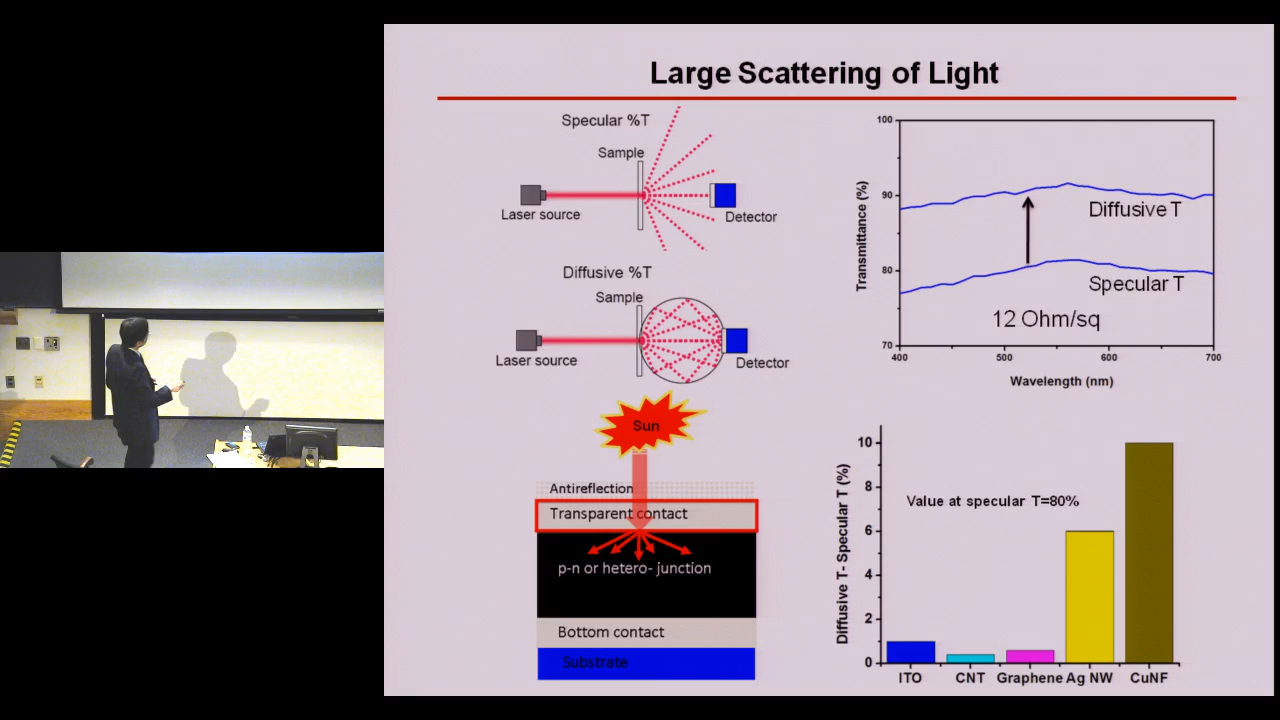 Large Scattering of Light
Specular %T
Sample
Laser source
Detector
Diffusive %T
Sample
Laser source
Detector
Sun
Antireflection
Transparent contact
p-n or hetero- junction
Bottom contact
Substrate
100
90
80
70
Transmittance (%)
Diffusive T
Specular T
12 Ohm/sq
400 500 600 700
Wavelength (nm)
10
8
6
4
2
0
Diffusive T- Specular T (%)
Value at specular T=80%
ITO CNT Graphene Ag NW CuNF